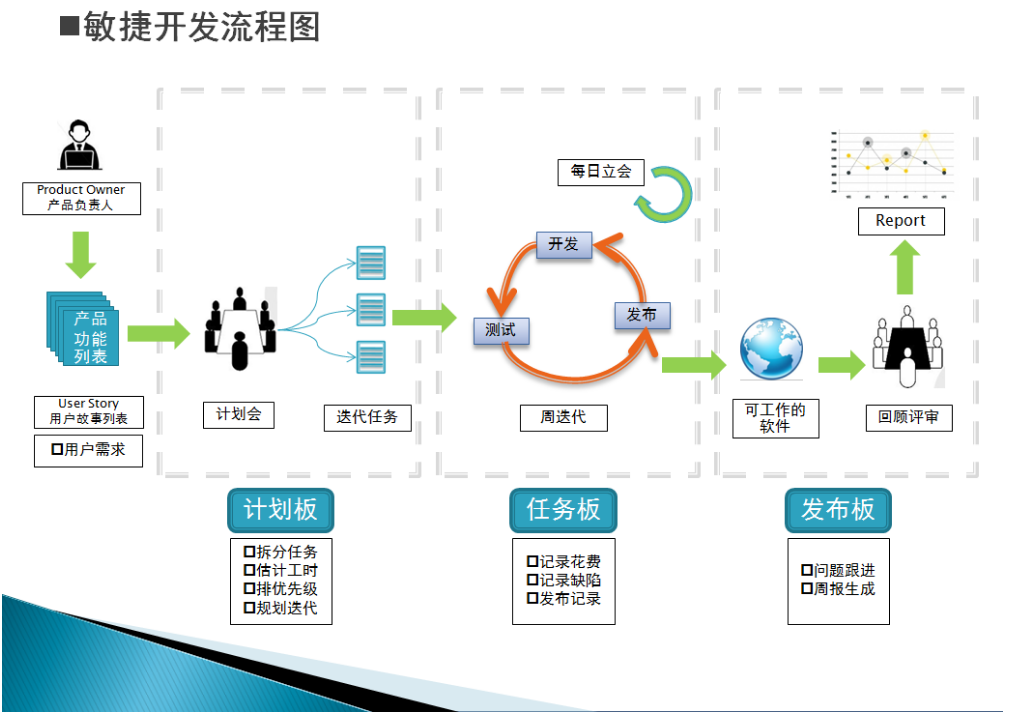 ■敏捷开发流程图
Product Owner
产品负责人
产品
功能
列表
User Story
用户故事列表
用户需求
计划会
迭代任务
每日立会
开发
测试
发布
周迭代
可工作的
软件
Report
回顾评审
计划板
拆分任务
估计工时
排优先级
规划迭代
任务板
记录花费
记录缺陷
发布记录
发布板
问题跟进
周报生成